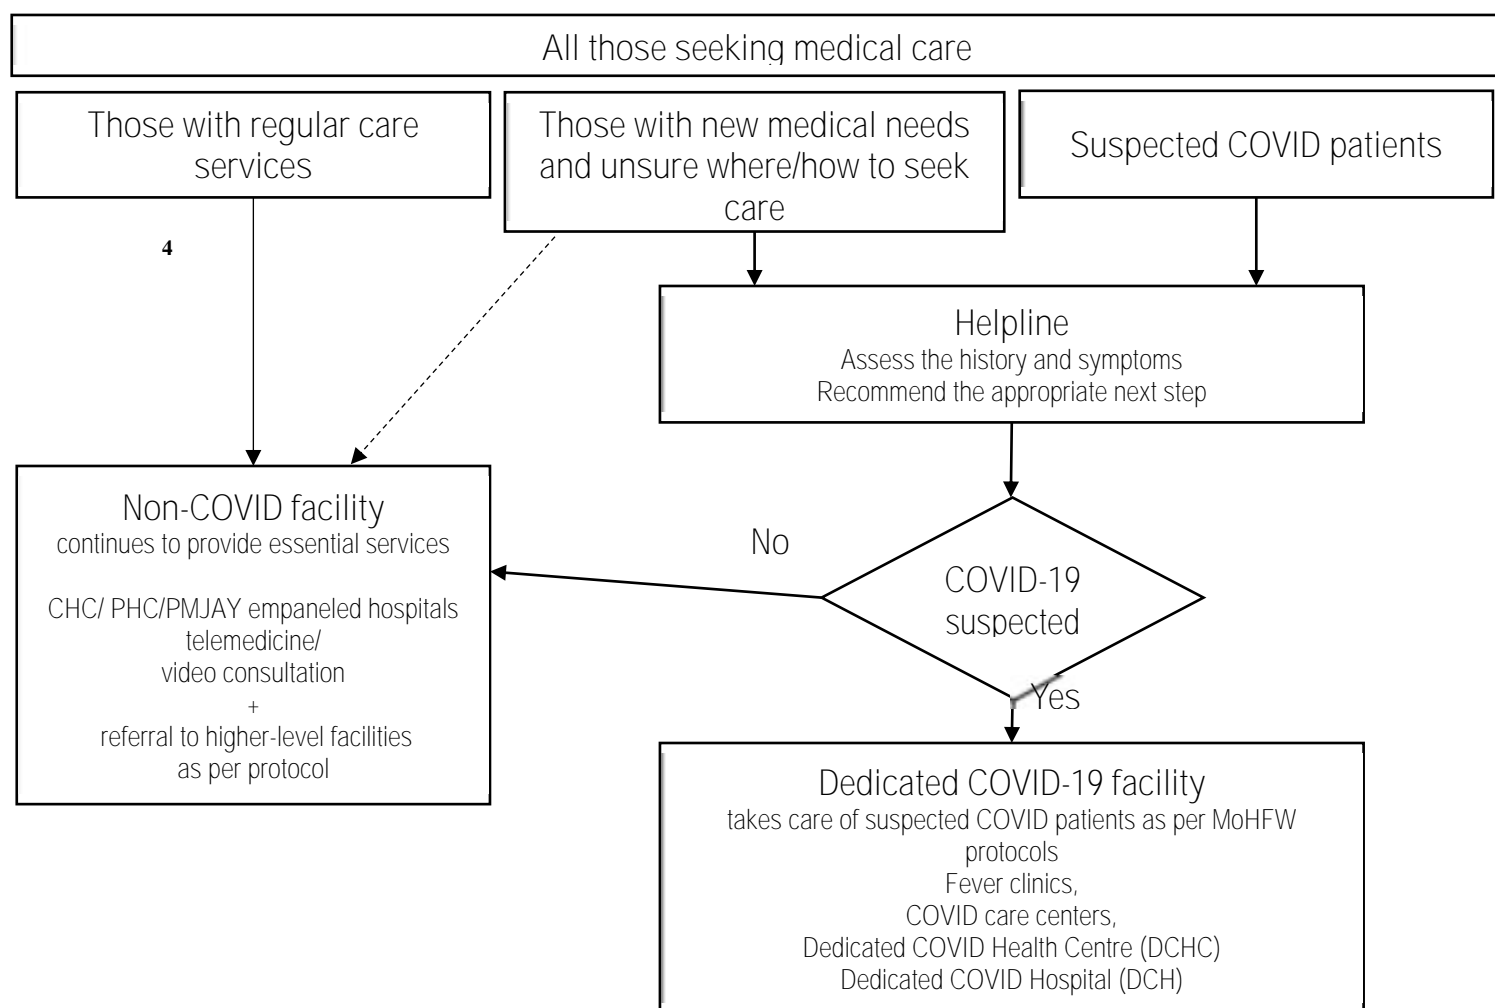 All those seeking medical care
Those with regular care
services
Those with new medical needs
and unsure where/how to seek
care
Suspected COVID patients
4
Helpline
Assess the history and symptoms
Recommend the appropriate next step
Non-COVID facility
continues to provide essential services
CHC/ PHC/PMJAY empaneled hospitals
telemedicine/
video consultation
+
referral to higher-level facilities
as per protocol
No
COVID-19
suspected
Yes
Dedicated COVID-19 facility
takes care of suspected COVID patients as per MoHFW
protocols
Fever clinics,
COVID care centers,
Dedicated COVID Health Centre (DCHC)
Dedicated COVID Hospital (DCH)